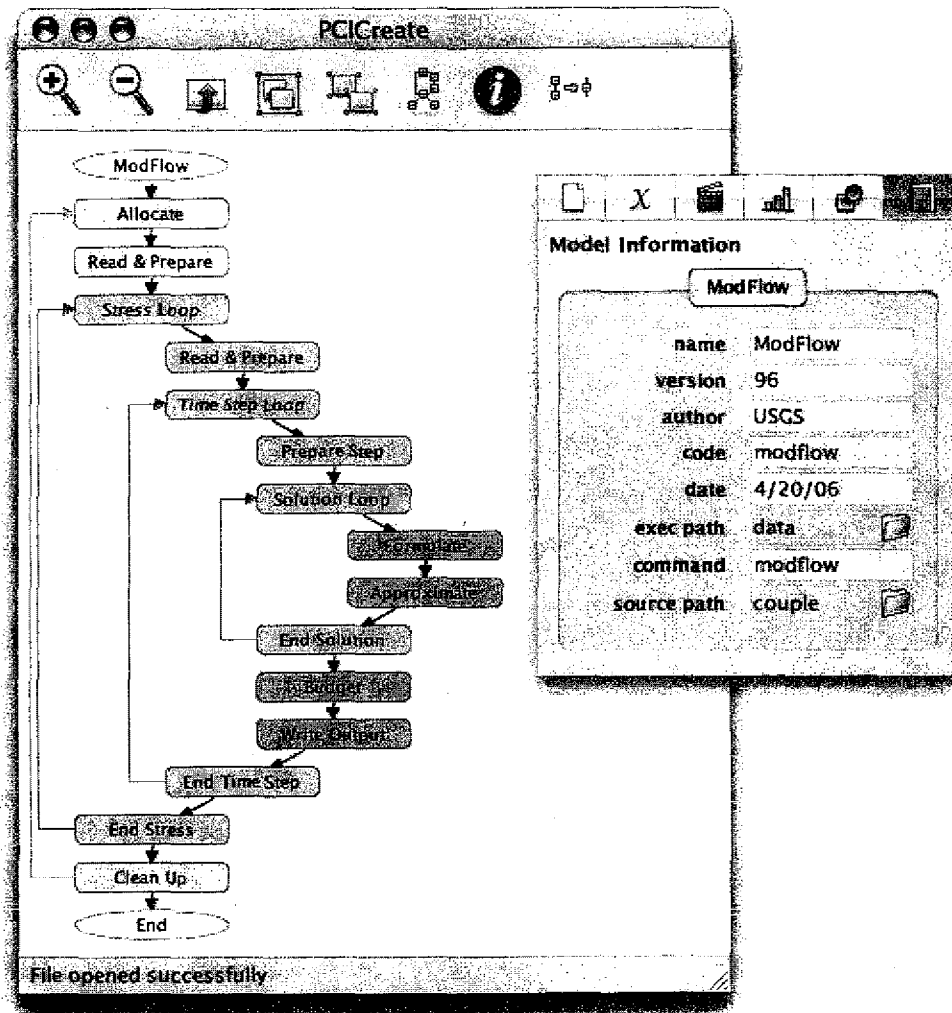 PCICreate
ModFlow
Allocate
Read & Prepare
Stress Loop
Read & Prepare
Time Step Loop
Prepare Step
Solution Loop
Formulate
Approximate
End Solution
Budget
Write Output
End Time Step
End Stress
Clean Up
End
File opened successfully
X
Model Information
ModFlow
name ModFlow
version 96
author USGS
code modflow
date 4/20/06
exec path data
command modflow
source path couple